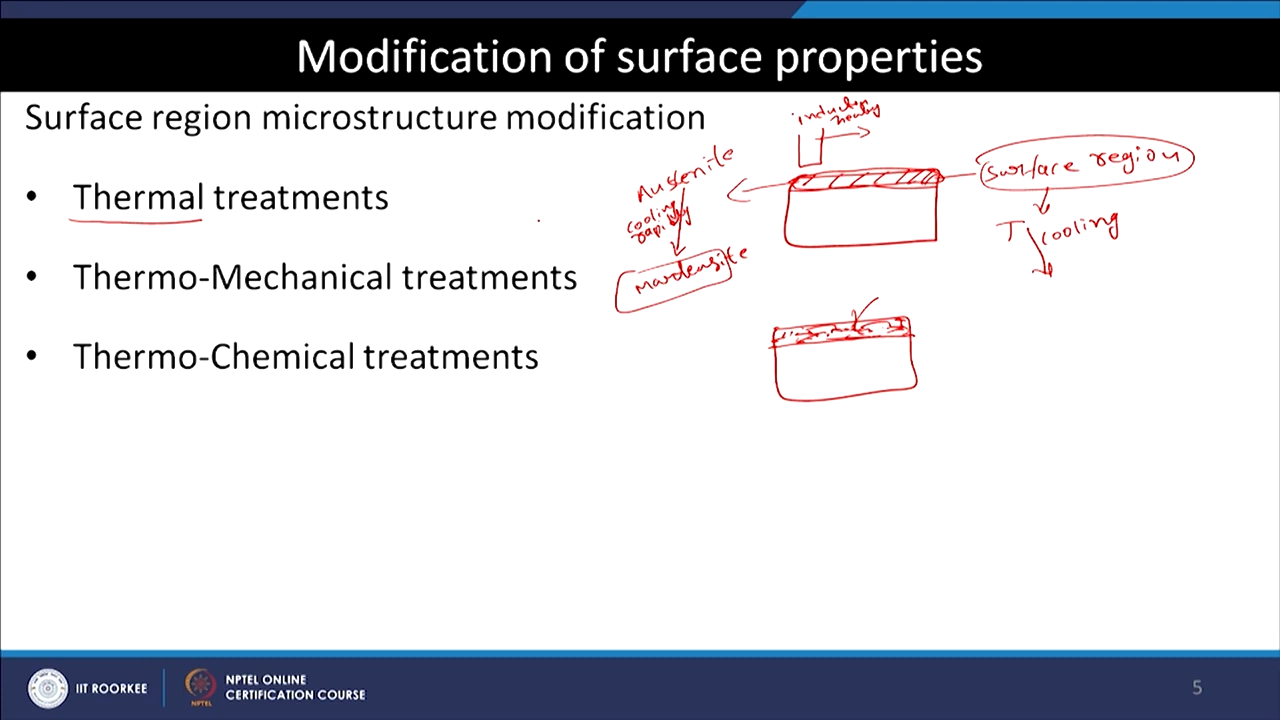 Modification of surface properties
Surface region microstructure modification
• Thermal treatments
• Thermo-Mechanical treatments
• Thermo-Chemical treatments
induction
heating
Austenite
cooling
rapidly
Martensite
Surface region
T cooling
IIT ROORKEE
NPTEL ONLINE
CERTIFICATION COURSE
NPTEL
5